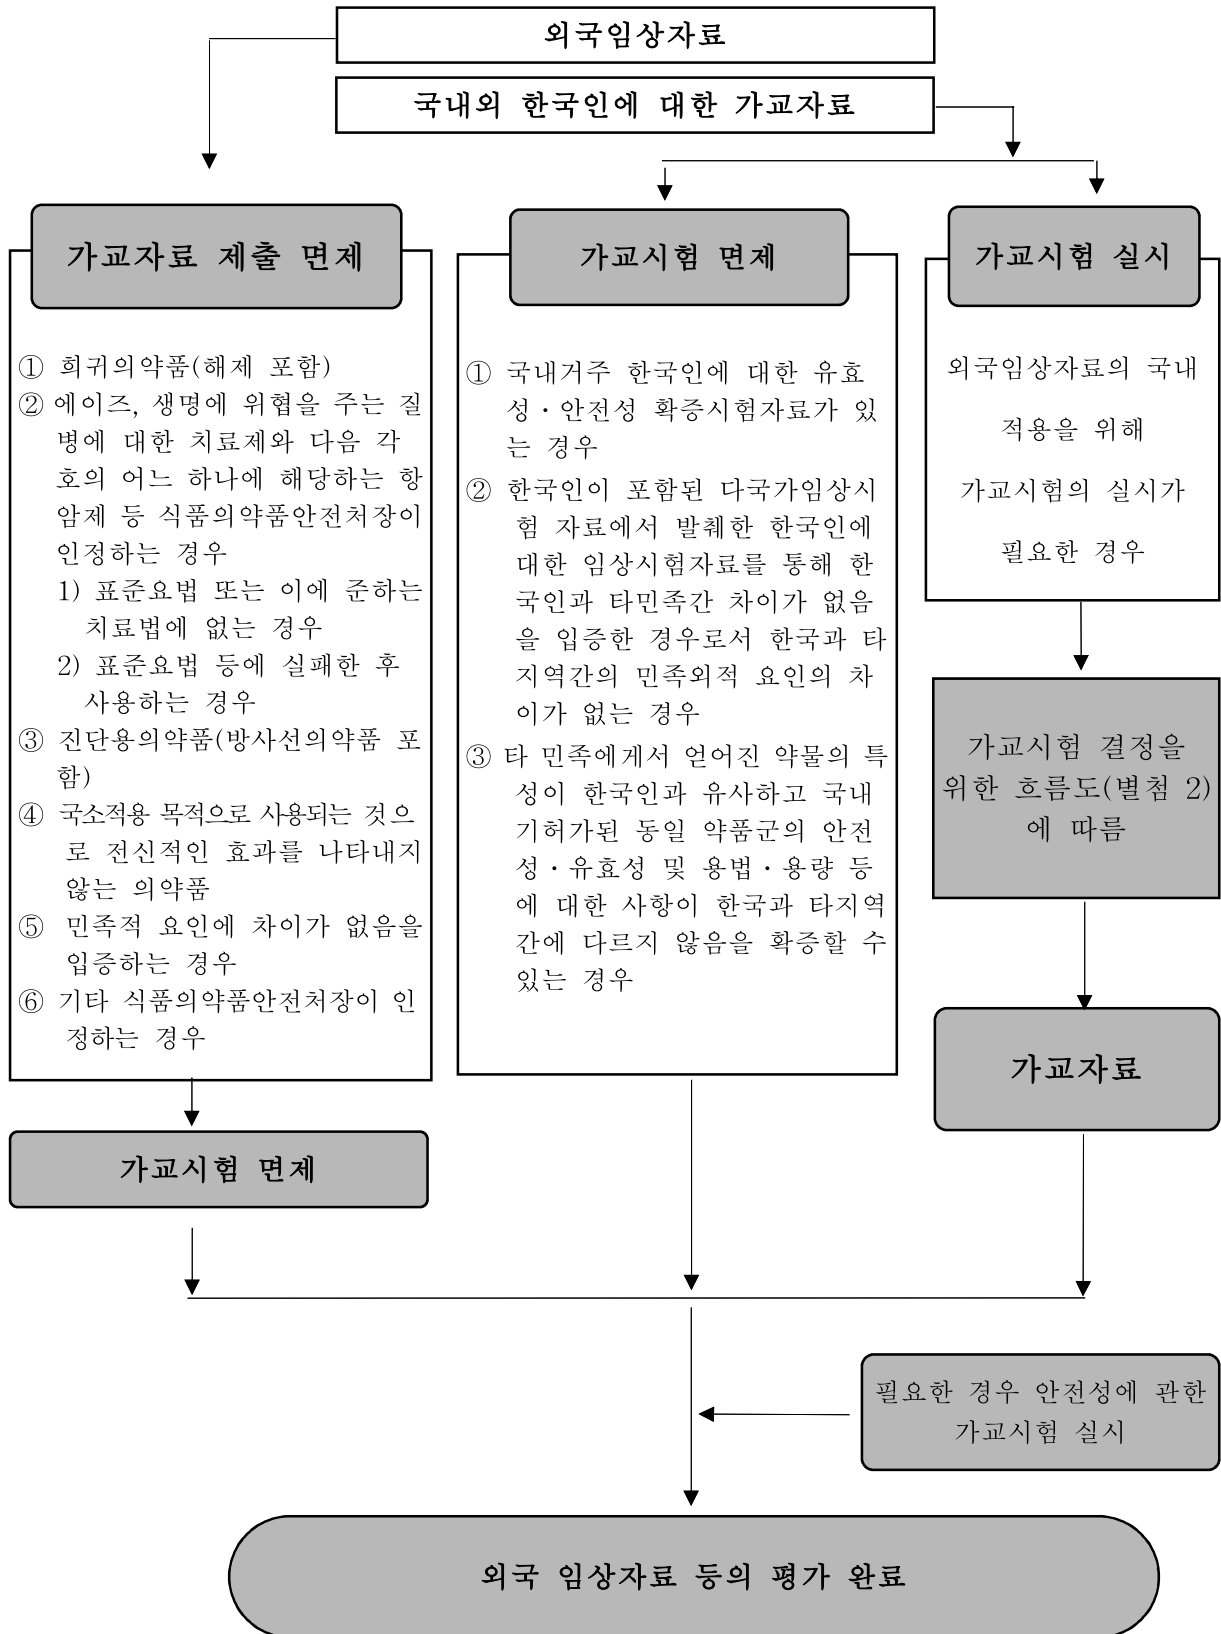 외국임상자료
국내외 한국인에 대한 가교자료
가교자료 제출 면제
① 희귀의약품(해제 포함)
② 에이즈, 생명에 위협을 주는 질
병에 대한 치료제와 다음 각
호의 어느 하나에 해당하는 항
암제 등 식품의약품안전처장이
인정하는 경우
1) 표준요법 또는 이에 준하는
치료법에 없는 경우
2) 표준요법 등에 실패한 후
사용하는 경우
③ 진단용의약품(방사선의약품 포
함)
④ 국소적용 목적으로 사용되는 것으
로 전신적인 효과를 나타내지
않는 의약품
⑤ 민족적 요인에 차이가 없음을
입증하는 경우
⑥ 기타 식품의약품안전처장이 인
정하는 경우
가교시험 면제
가교시험 면제
① 국내거주 한국인에 대한 유효
성·안전성 확증시험자료가 있
는 경우
② 한국인이 포함된 다국가임상시
험 자료에서 발췌한 한국인에
대한 임상시험자료를 통해 한
국인과 타민족간 차이가 없음
을 입증한 경우로서 한국과 타
지역간의 민족외적 요인의 차
이가 없는 경우
③ 타 민족에게서 얻어진 약물의 특
성이 한국인과 유사하고 국내
기허가된 동일 약품군의 안전
성·유효성 및 용법·용량 등
에 대한 사항이 한국과 타지역
간에 다르지 않음을 확증할 수
있는 경우
가교시험 실시
외국임상자료의 국내
적용을 위해
가교시험의 실시가
필요한 경우
가교시험 결정을
위한 흐름도(별첨 2)
에 따름
가교자료
필요한 경우 안전성에 관한
가교시험 실시
외국 임상자료 등의 평가 완료